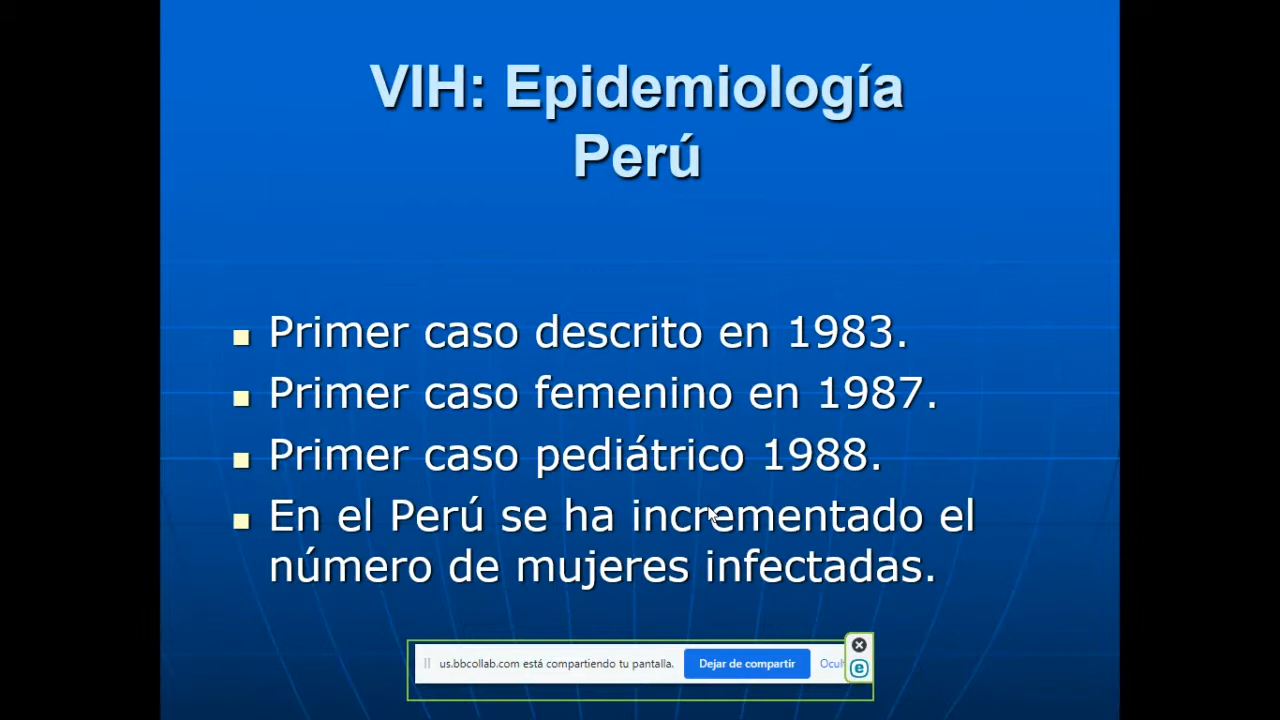 VIH: Epidemiología
Perú
Primer caso descrito en 1983.
Primer caso femenino en 1987.
Primer caso pediátrico 1988.
En el Perú se ha incrementado el
número de mujeres infectadas.
us.bbcollab.com está compartiendo tu pantalla. Dejar de compartir